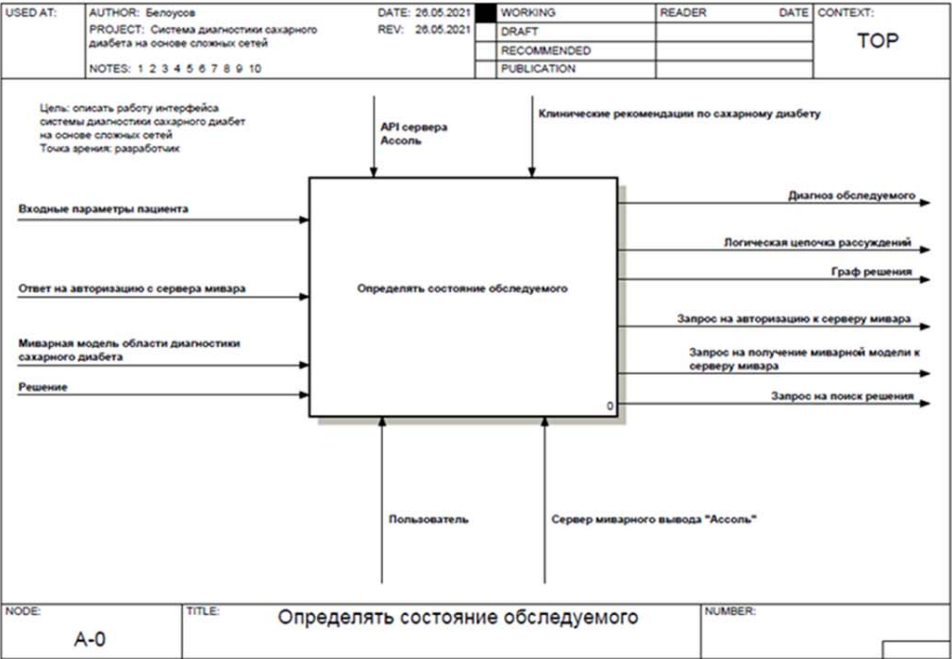 USED AT:
AUTHOR: Белоусов
DATE: 26.05.2021
PROJECT: Система диагностики сахарного
диабета на основе сложных сетей
REV: 26.05.2021
NOTES: 1 2 3 4 5 6 7 8 9 10
WORKING
DRAFT
RECOMMENDED
PUBLICATION
READER
DATE
CONTEXT:
TOP
Цель: описать работу интерфейса
системы диагностики сахарного диабет
на основе сложных сетей
Точка зрения: разработчик
API сервера
Ассоль
Клинические рекомендации по сахарному диабету
Входные параметры пациента
Ответ на авторизацию с сервера мивара
Миварная модель области диагностики
сахарного диабета
Решение
Определять состояние обследуемого
0
Диагноз обследуемого
Логическая цепочка рассуждений
Граф решения
Запрос на авторизацию к серверу мивара
Запрос на получение миварной модели к
серверу мивара
Запрос на поиск решения
Пользователь
Сервер миварного вывода "Ассоль"
NODE:
A-0
TITLE:
Определять состояние обследуемого
NUMBER: